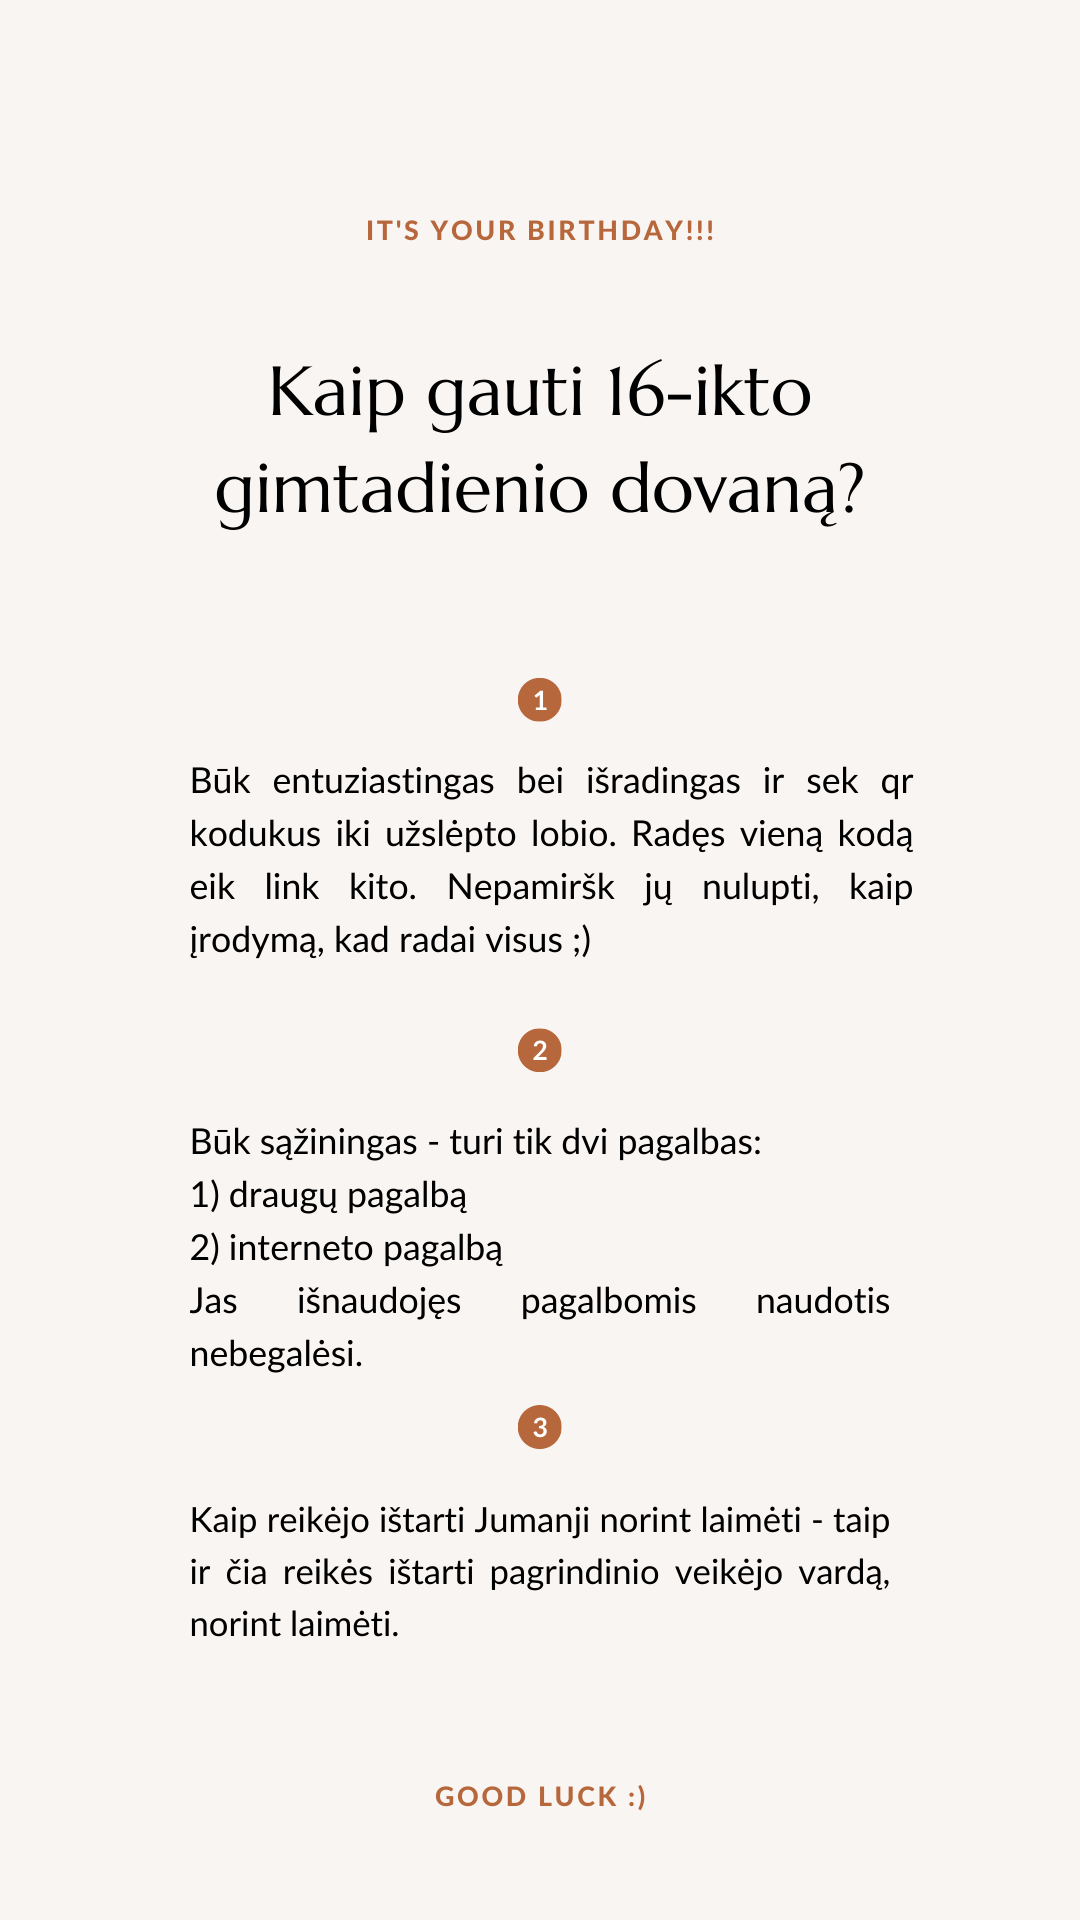 IT'S YOUR BIRTHDAY!!!
Kaip gauti 16-ikto
gimtadienio dovaną?
1
Būk entuziastingas bei išradingas ir sek qr
kodukus iki užslėpto lobio. Radęs vieną kodą
eik link kito. Nepamiršk jų nulupti, kaip
įrodymą, kad radai visus ;)
2
Būk sąžiningas - turi tik dvi pagalbas:
1) draugų pagalbą
2) interneto pagalbą
Jas išnaudojęs pagalbomis naudotis
nebegalėsi.
3
Kaip reikėjo ištarti Jumanji norint laimėti - taip
ir čia reikės ištarti pagrindinio veikėjo vardą,
norint laimėti.
GOOD LUCK :)